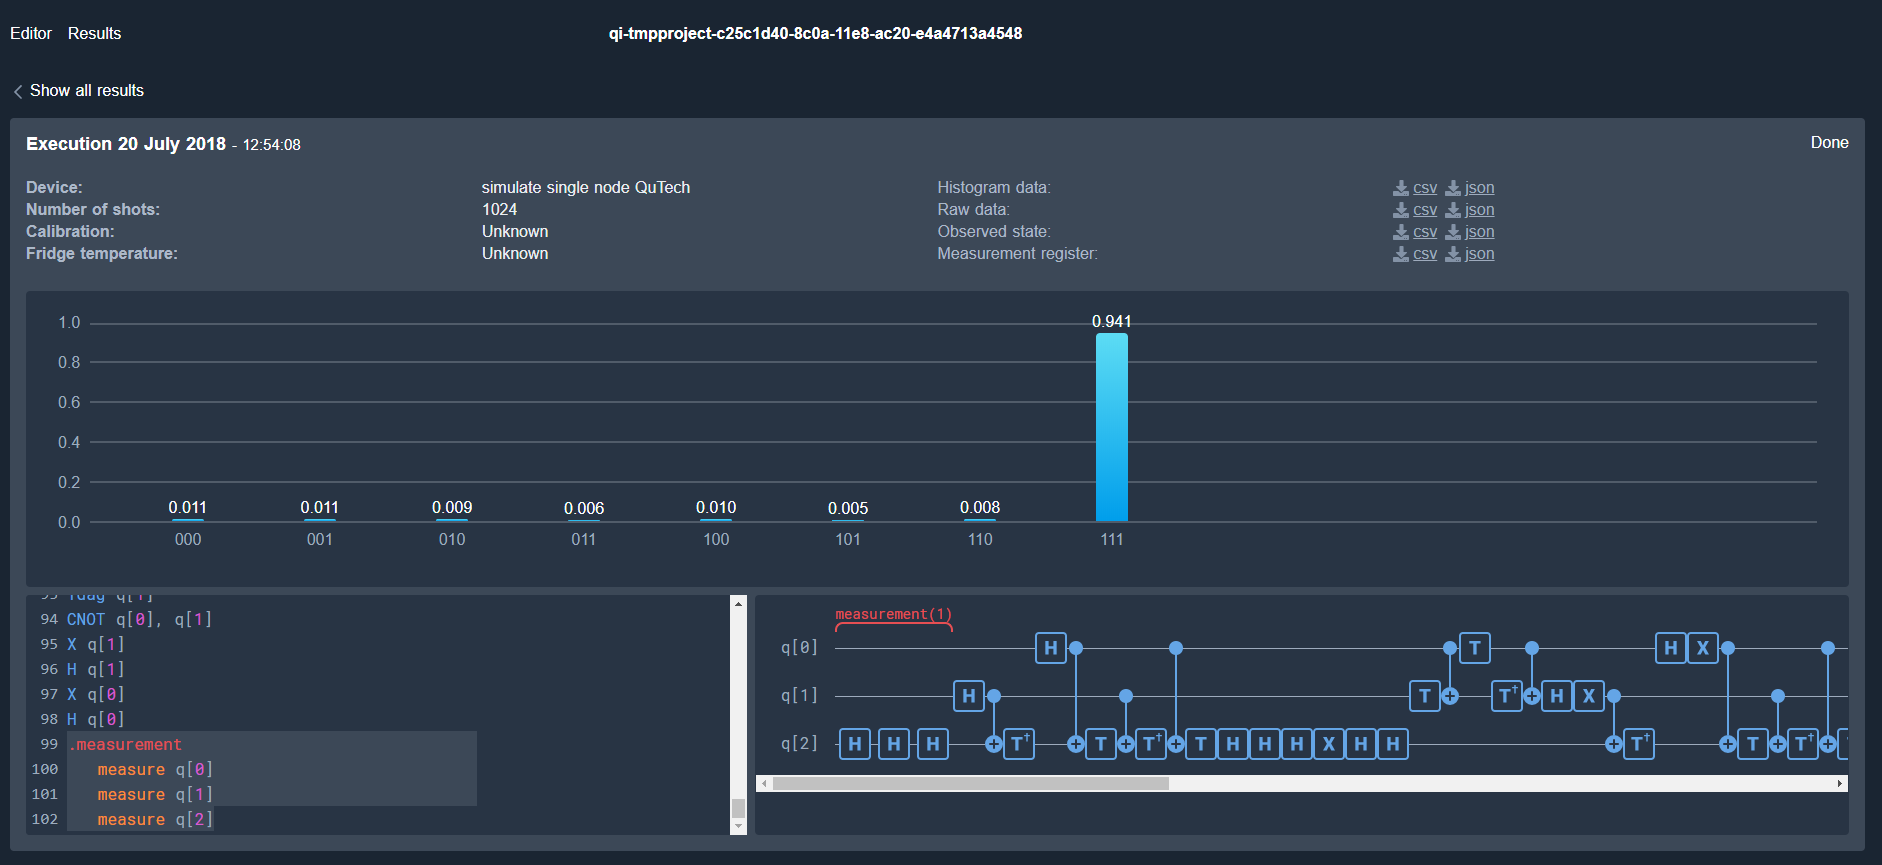 Editor Results
qi-tmpproject-c25c1d40-8c0a-11e8-ac20-e4a4713a4548
Show all results
Execution 20 July 2018 - 12:54:08
Done
Device: simulate single node QuTech Histogram data: csv json
Number of shots: 1024 Raw data: csv json
Calibration: Unknown Observed state: csv json
Fridge temperature: Unknown Measurement register: csv json
1.0
0.8
0.6
0.4
0.2
0.0
0.011 0.011 0.009 0.006 0.010 0.005 0.008 0.941
000 001 010 011 100 101 110 111
93 Tdag q[1]
94 CNOT q[0], q[1]
95 X q[1]
96 H q[1]
97 X q[0]
98 H q[0]
99 .measurement
100 measure q[0]
101 measure q[1]
102 measure q[2]
measurement(1)
q[0] H T H X
q[1] H T T† H X
q[2] H H H T† T T† T H H H X H H T† T T†